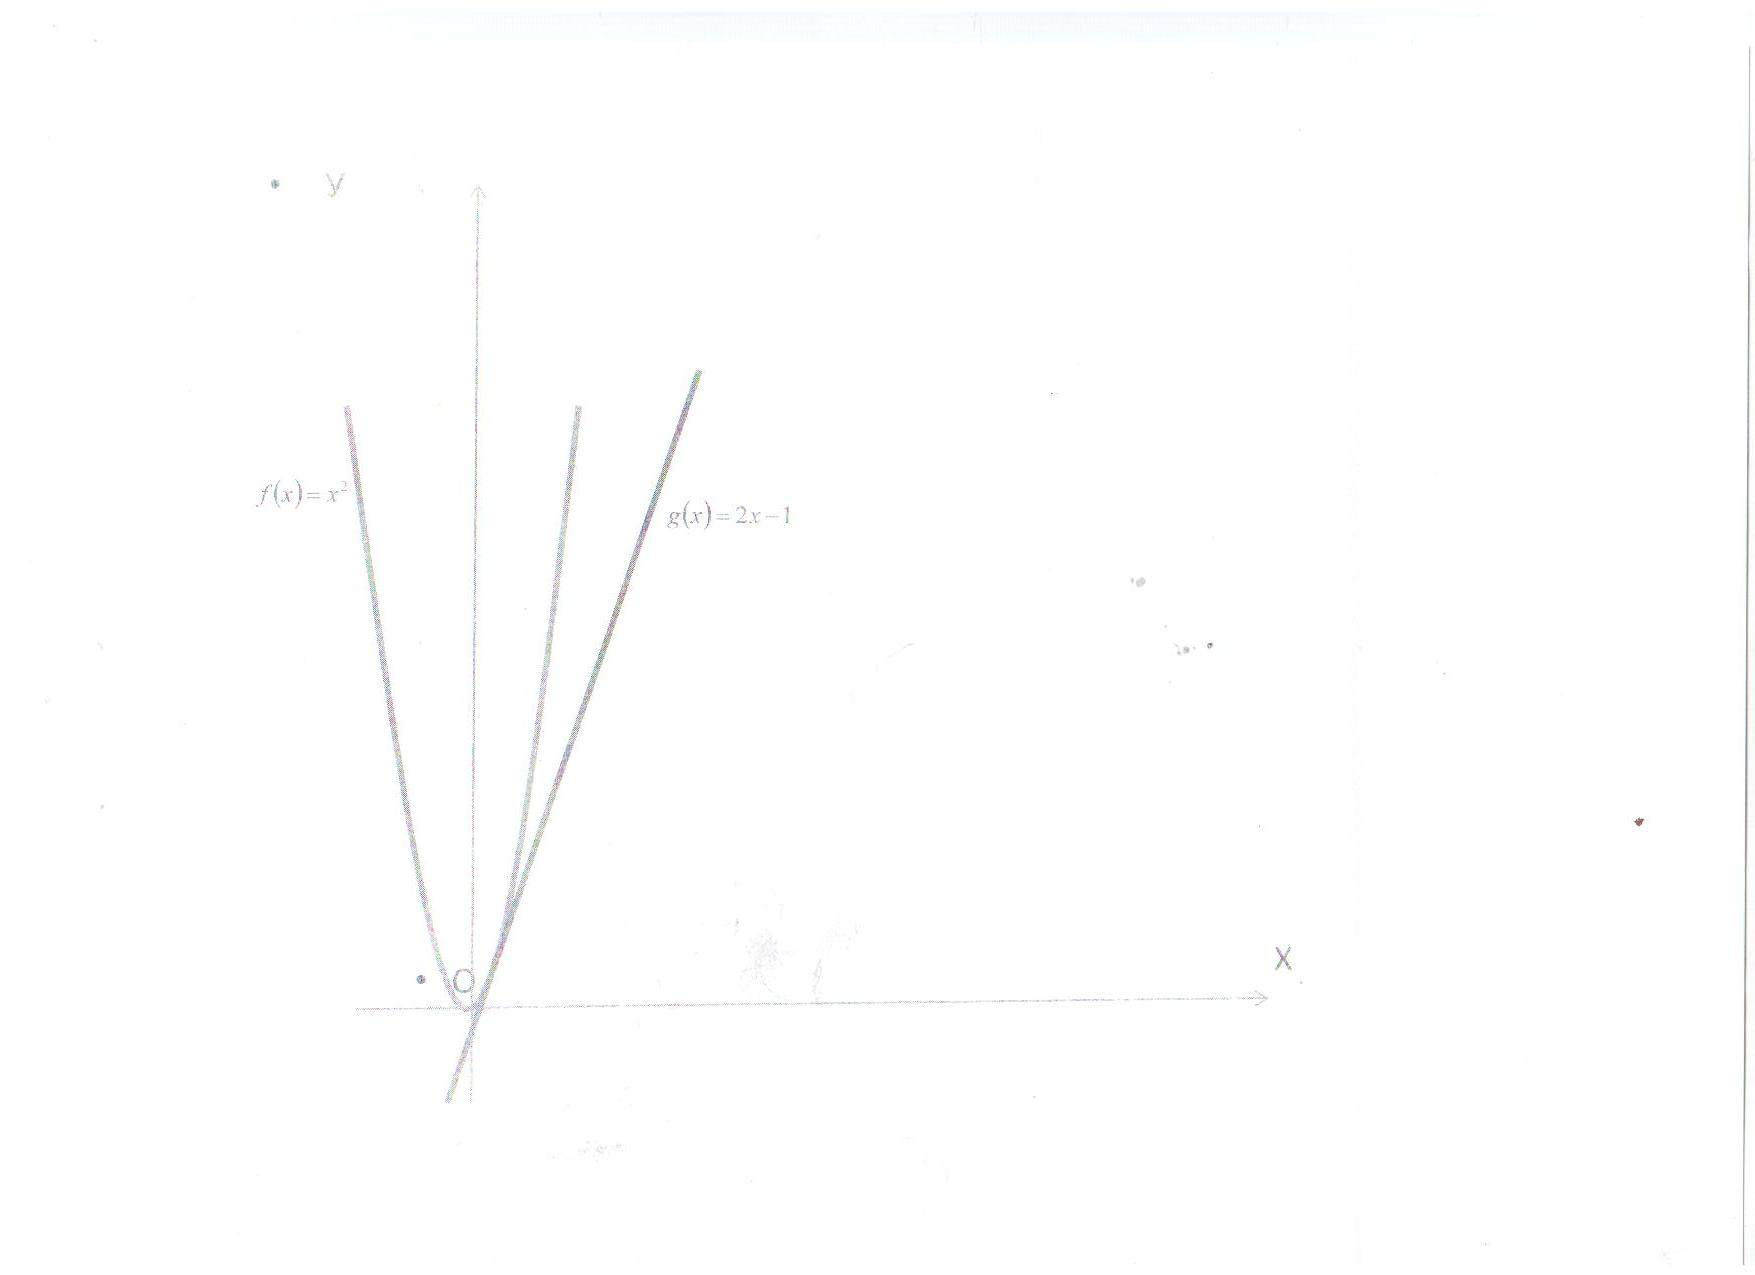 • y
f(x)=x²
g(x)=2x−1
X
• O